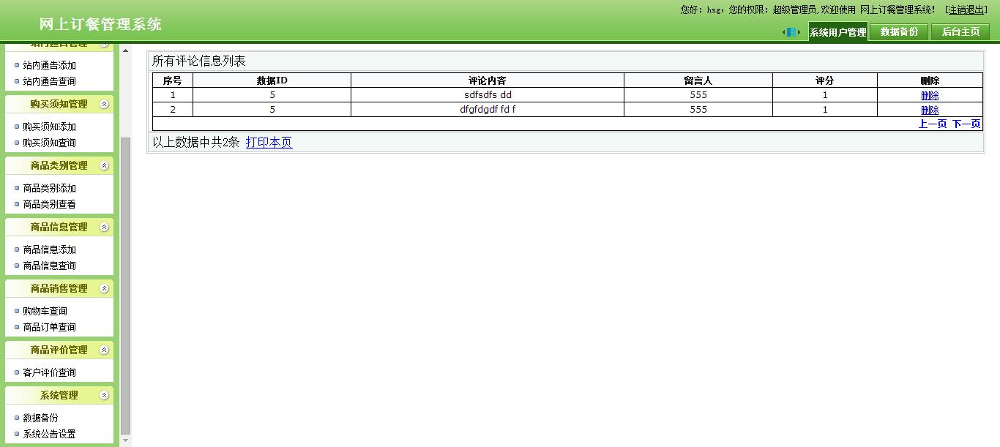 您好：hsg，您的权限：超级管理员,欢迎使用 网上订餐管理系统! [注销退出]
网上订餐管理系统
系统用户管理 数据备份 后台主页
站内通告管理
站内通告添加
站内通告查询
购买须知管理
购买须知添加
购买须知查询
商品类别管理
商品类别添加
商品类别查看
商品信息管理
商品信息添加
商品信息查询
商品销售管理
购物车查询
商品订单查询
商品评价管理
客户评价查询
系统管理
数据备份
系统公告设置
所有评论信息列表
序号 数据ID 评论内容 留言人 评分 删除
1 5 sdfsdfs dd 555 1 删除
2 5 dfgfdgdf fd f 555 1 删除
上一页 下一页
以上数据中共2条 打印本页